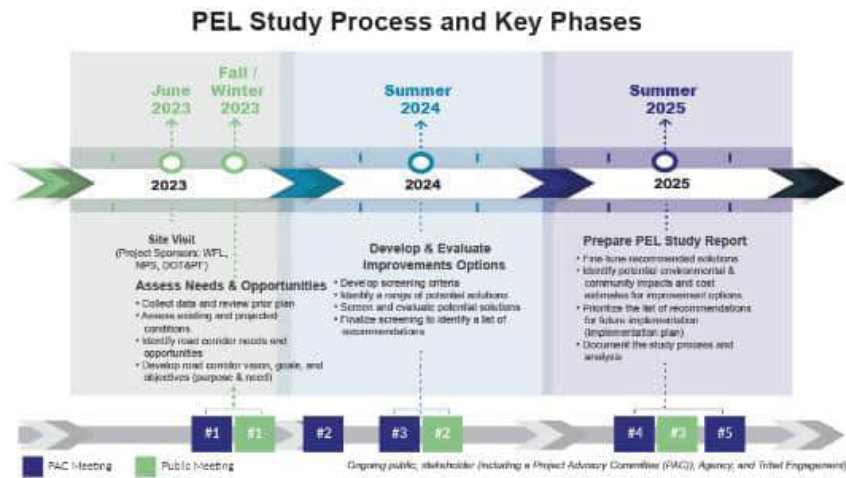 PEL Study Process and Key Phases
June
2023
Fall /
Winter
2023
Summer
2024
Summer
2025
2023
2024
2025
Site Visit
(Project Sponsors: WFL,
NPS, DOT&PF)
Assess Needs & Opportunities
• Collect data and review prior plan
• Assess existing and projected
conditions
• Identify road corridor needs and
opportunities
• Develop road corridor vision, goals, and
objectives (purpose & need)
Develop & Evaluate
Improvements Options
• Develop screening criteria
• Identify a range of potential solutions
• Screen and evaluate potential solutions
• Finalize screening to identify a list of
recommendations
Prepare PEL Study Report
• Fine-tune recommended solutions
• Identify potential environmental &
community impacts and cost
estimates for improvement options
• Prioritize the list of recommendations
for future implementation
(implementation plan)
• Document the study process and
analysis
#1 #1 #2 #3 #2 #4 #3 #5
PAC Meeting Public Meeting
Ongoing public, stakeholder (including a Project Advisory Committee (PAC)), Agency, and Tribal Engagement